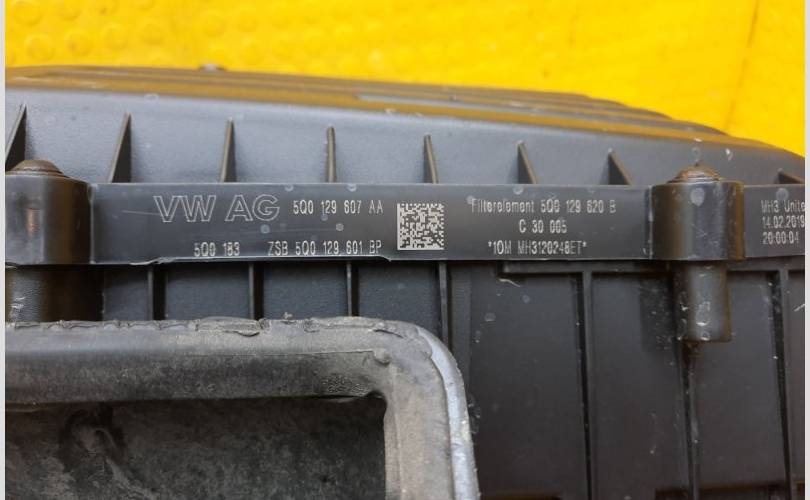 VW AG 5Q0 129 607 AA
5Q0 183 ZSB 5Q0 129 601 BP
Filterelement 5Q0 129 620 B
C 30 005
*1OM MH3120248ET*
MH3 Unite
14.02.2019
20:00:04